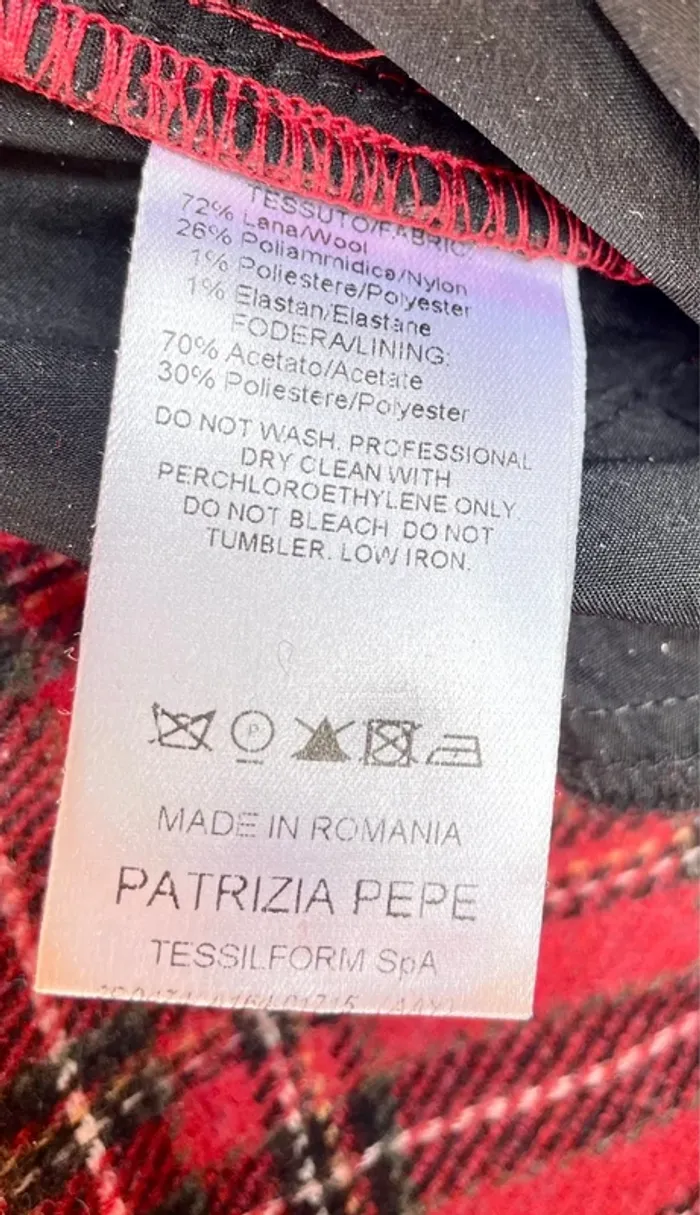 TESSUTO/FABRIC:
72% Lana/Wool
26% Poliammidica/Nylon
1% Poliestere/Polyester
1% Elastan/Elastane
FODERA/LINING:
70% Acetato/Acetate
30% Poliestere/Polyester
DO NOT WASH. PROFESSIONAL
DRY CLEAN WITH
PERCHLOROETHYLENE ONLY.
DO NOT BLEACH. DO NOT
TUMBLER. LOW IRON.
P
MADE IN ROMANIA
PATRIZIA PEPE
TESSILFORM SpA